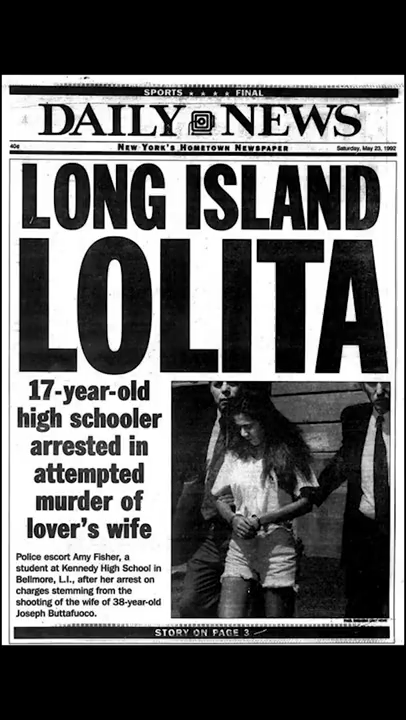 SPORTS ★ ★ ★ ★ FINAL
DAILY NEWS
40¢ NEW YORK'S HOMETOWN NEWSPAPER Saturday, May 23, 1992
LONG ISLAND
LOLITA
17-year-old
high schooler
arrested in
attempted
murder of
lover's wife
Police escort Amy Fisher, a
student at Kennedy High School in
Bellmore, L.I., after her arrest on
charges stemming from the
shooting of the wife of 38-year-old
Joseph Buttafuoco.
STORY ON PAGE 3